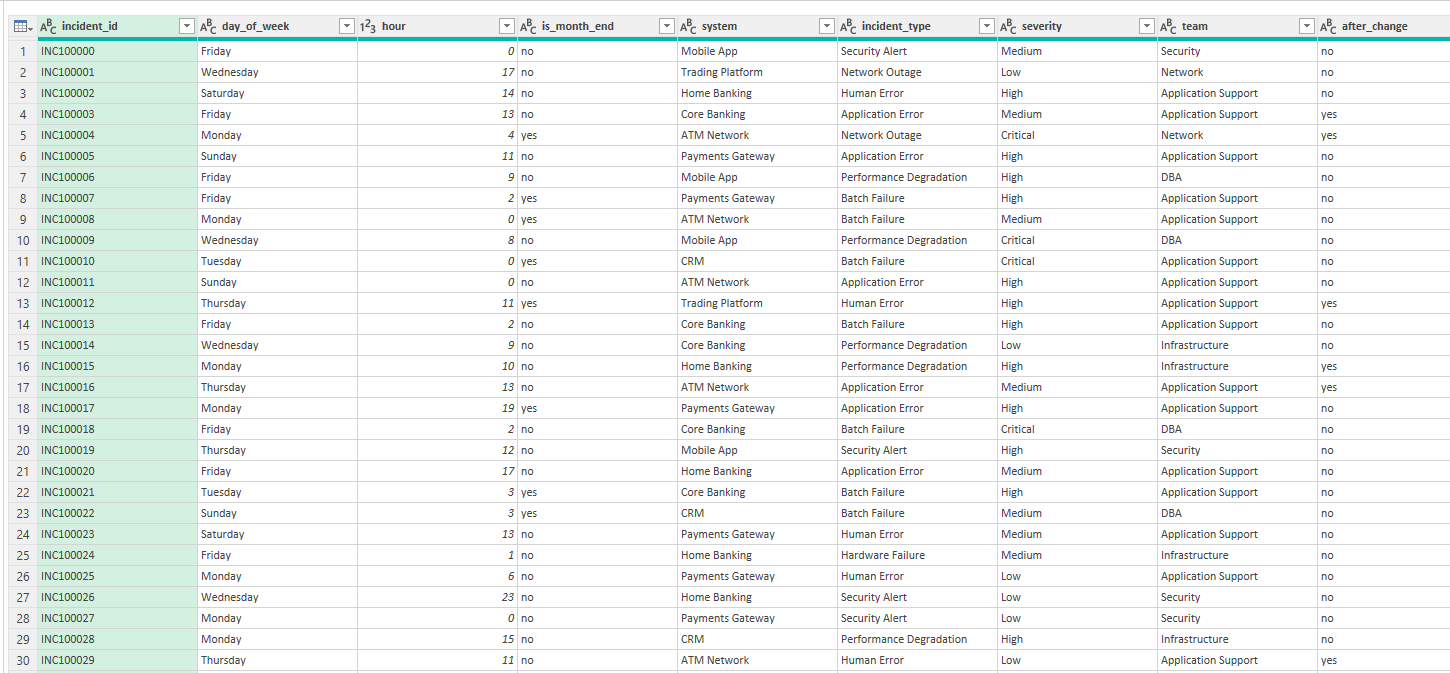 ABC incident_id ABC day_of_week 123 hour ABC is_month_end ABC system ABC incident_type ABC severity ABC team ABC after_change
1 INC100000 Friday 0 no Mobile App Security Alert Medium Security no
2 INC100001 Wednesday 17 no Trading Platform Network Outage Low Network no
3 INC100002 Saturday 14 no Home Banking Human Error High Application Support no
4 INC100003 Friday 13 no Core Banking Application Error Medium Application Support yes
5 INC100004 Monday 4 yes ATM Network Network Outage Critical Network yes
6 INC100005 Sunday 11 no Payments Gateway Application Error High Application Support no
7 INC100006 Friday 9 no Mobile App Performance Degradation High DBA no
8 INC100007 Friday 2 yes Payments Gateway Batch Failure High Application Support no
9 INC100008 Monday 0 yes ATM Network Batch Failure Medium Application Support no
10 INC100009 Wednesday 8 no Mobile App Performance Degradation Critical DBA no
11 INC100010 Tuesday 0 yes CRM Batch Failure Critical Application Support no
12 INC100011 Sunday 0 no ATM Network Application Error High Application Support no
13 INC100012 Thursday 11 yes Trading Platform Human Error High Application Support yes
14 INC100013 Friday 2 no Core Banking Batch Failure High Application Support no
15 INC100014 Wednesday 9 no Core Banking Performance Degradation Low Infrastructure no
16 INC100015 Monday 10 no Home Banking Performance Degradation High Infrastructure yes
17 INC100016 Thursday 13 no ATM Network Application Error Medium Application Support yes
18 INC100017 Monday 19 yes Payments Gateway Application Error High Application Support no
19 INC100018 Friday 2 no Core Banking Batch Failure Critical DBA no
20 INC100019 Thursday 12 no Mobile App Security Alert High Security no
21 INC100020 Friday 17 no Home Banking Application Error Medium Application Support no
22 INC100021 Tuesday 3 yes Core Banking Batch Failure High Application Support no
23 INC100022 Sunday 3 yes CRM Batch Failure Medium DBA no
24 INC100023 Saturday 13 no Payments Gateway Human Error Medium Application Support no
25 INC100024 Friday 1 no Home Banking Hardware Failure Medium Infrastructure no
26 INC100025 Monday 6 no Payments Gateway Human Error Low Application Support no
27 INC100026 Wednesday 23 no Home Banking Security Alert Low Security no
28 INC100027 Monday 0 no Payments Gateway Security Alert Low Security no
29 INC100028 Monday 15 no CRM Performance Degradation High Infrastructure no
30 INC100029 Thursday 11 no ATM Network Human Error Low Application Support yes